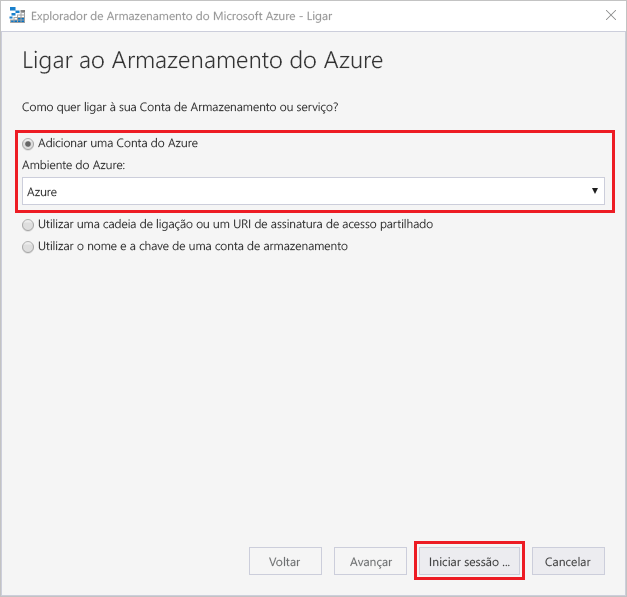 Explorador de Armazenamento do Microsoft Azure - Ligar
Ligar ao Armazenamento do Azure
Como quer ligar à sua Conta de Armazenamento ou serviço?
Adicionar uma Conta do Azure
Ambiente do Azure:
Azure
Utilizar uma cadeia de ligação ou um URI de assinatura de acesso partilhado
Utilizar o nome e a chave de uma conta de armazenamento
Voltar Avançar Iniciar sessão ... Cancelar